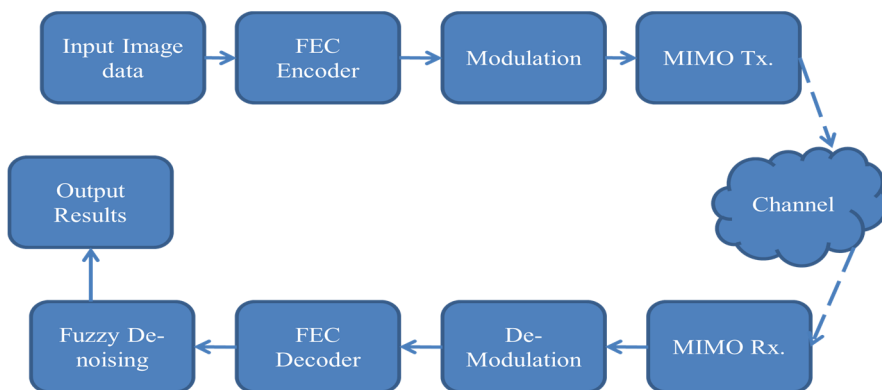 Input Image
data
FEC
Encoder
Modulation
MIMO Tx.
Channel
MIMO Rx.
De-
Modulation
FEC
Decoder
Fuzzy De-
noising
Output
Results